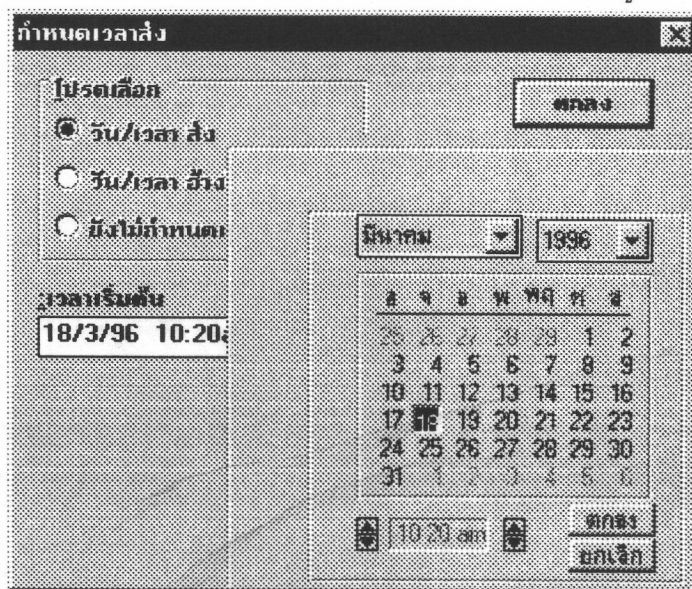 กำหนดเวลาส่ง
โปรดเลือก
ตกลง
วัน/เวลา ส่ง
วัน/เวลา อ้าง
ยังไม่กำหนด
มีนาคม 1996
เวลาเริ่มต้น
18/3/96 10:20
อ จ อ พ พฤ ศ ส
25 26 27 28 29 1 2
3 4 5 6 7 8 9
10 11 12 13 14 15 16
17 18 19 20 21 22 23
24 25 26 27 28 29 30
31 1 2 3 4 5 6
10:20 am
ตกลง
ยกเลิก